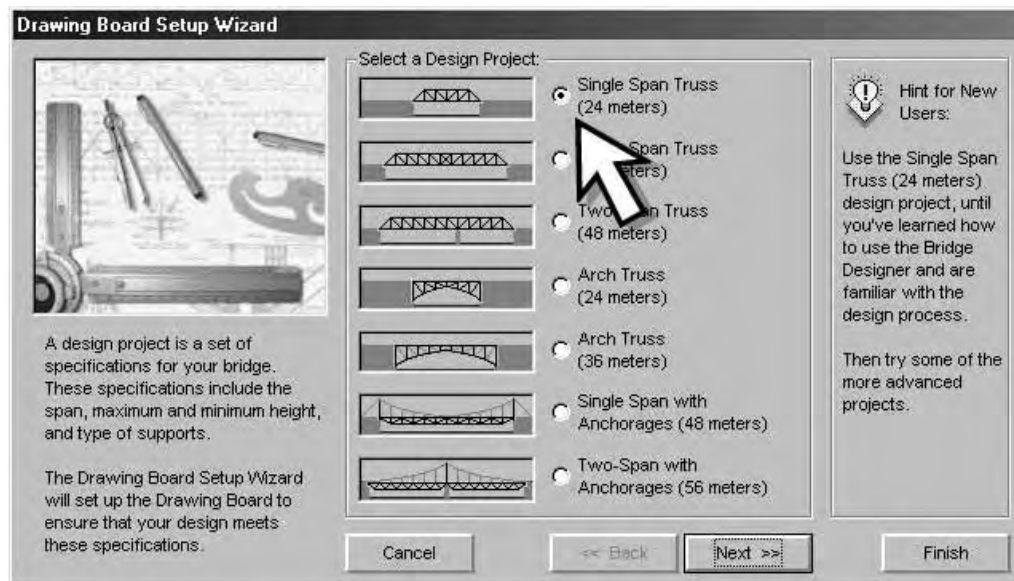 Drawing Board Setup Wizard
A design project is a set of
specifications for your bridge.
These specifications include the
span, maximum and minimum height,
and type of supports.
The Drawing Board Setup Wizard
will set up the Drawing Board to
ensure that your design meets
these specifications.
Select a Design Project:
Single Span Truss
(24 meters)
Span Truss
Truss
(48 meters)
Arch Truss
(24 meters)
Arch Truss
(36 meters)
Single Span with
Anchorages (48 meters)
Two-Span with
Anchorages (56 meters)
Hint for New
Users:
Use the Single Span
Truss (24 meters)
design project, until
you've learned how
to use the Bridge
Designer and are
familiar with the
design process.
Then try some of the
more advanced
projects.
Cancel
<< Back
Next >>
Finish